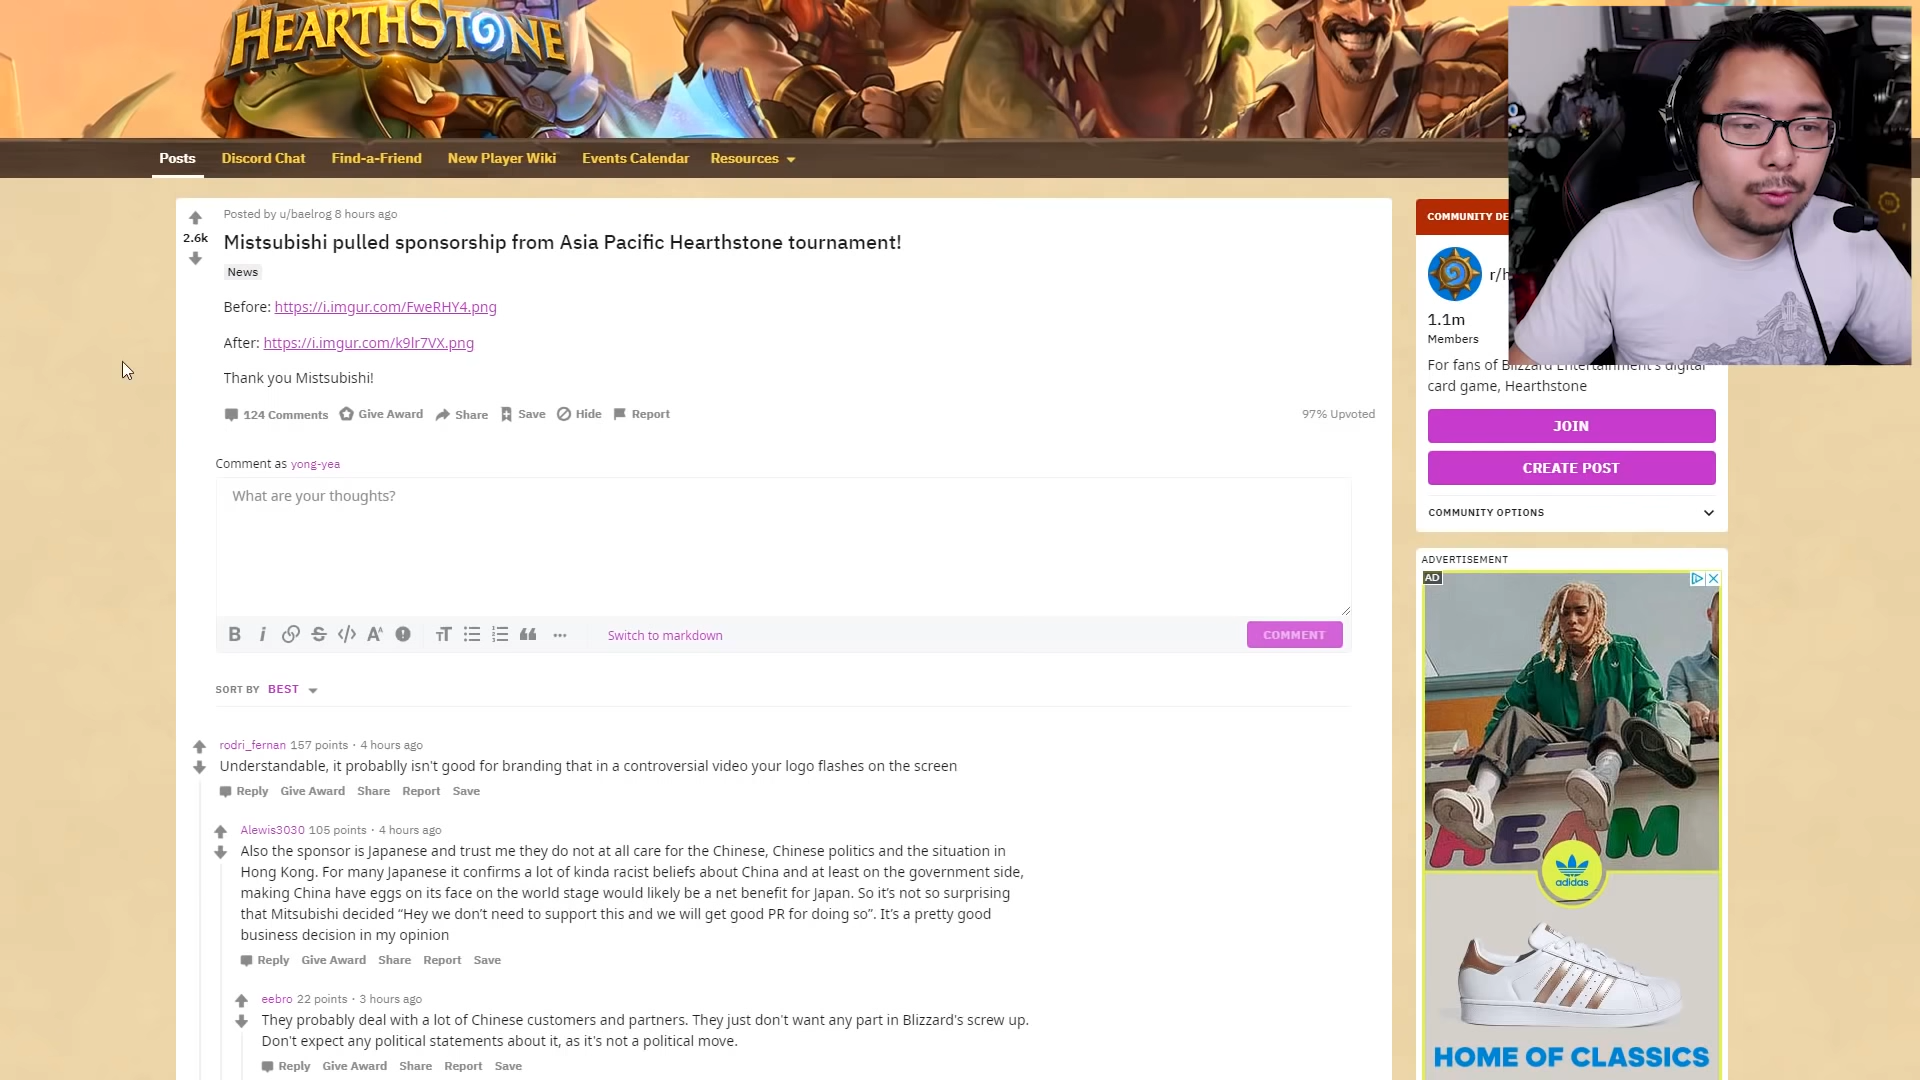 HEARTHSTONE
Posts
Discord Chat
Find-a-Friend
New Player Wiki
Events Calendar
Resources
Posted by u/baelrog 8 hours ago
2.6k
Mistsubishi pulled sponsorship from Asia Pacific Hearthstone tournament!
News
Before: https://i.imgur.com/FweRHY4.png
After: https://i.imgur.com/k9lr7VX.png
Thank you Mistsubishi!
124 Comments Give Award Share Save Hide Report
97% Upvoted
Comment as yong-yea
What are your thoughts?
B i S </> A^A TT
Switch to markdown
COMMENT
SORT BY BEST
rodri_fernan 157 points · 4 hours ago
Understandable, it probablly isn't good for branding that in a controversial video your logo flashes on the screen
Reply Give Award Share Report Save
Alewis3030 105 points · 4 hours ago
Also the sponsor is Japanese and trust me they do not at all care for the Chinese, Chinese politics and the situation in
Hong Kong. For many Japanese it confirms a lot of kinda racist beliefs about China and at least on the government side,
making China have eggs on its face on the world stage would likely be a net benefit for Japan. So it's not so surprising
that Mitsubishi decided “Hey we don’t need to support this and we will get good PR for doing so”. It’s a pretty good
business decision in my opinion
Reply Give Award Share Report Save
eebro 22 points · 3 hours ago
They probably deal with a lot of Chinese customers and partners. They just don't want any part in Blizzard's screw up.
Don't expect any political statements about it, as it's not a political move.
Reply Give Award Share Report Save
COMMUNITY DE
r/h
1.1m
Members
For fans of Blizzard Entertainment's digital
card game, Hearthstone
JOIN
CREATE POST
COMMUNITY OPTIONS
ADVERTISEMENT
AD
EAM
adidas
HOME OF CLASSICS